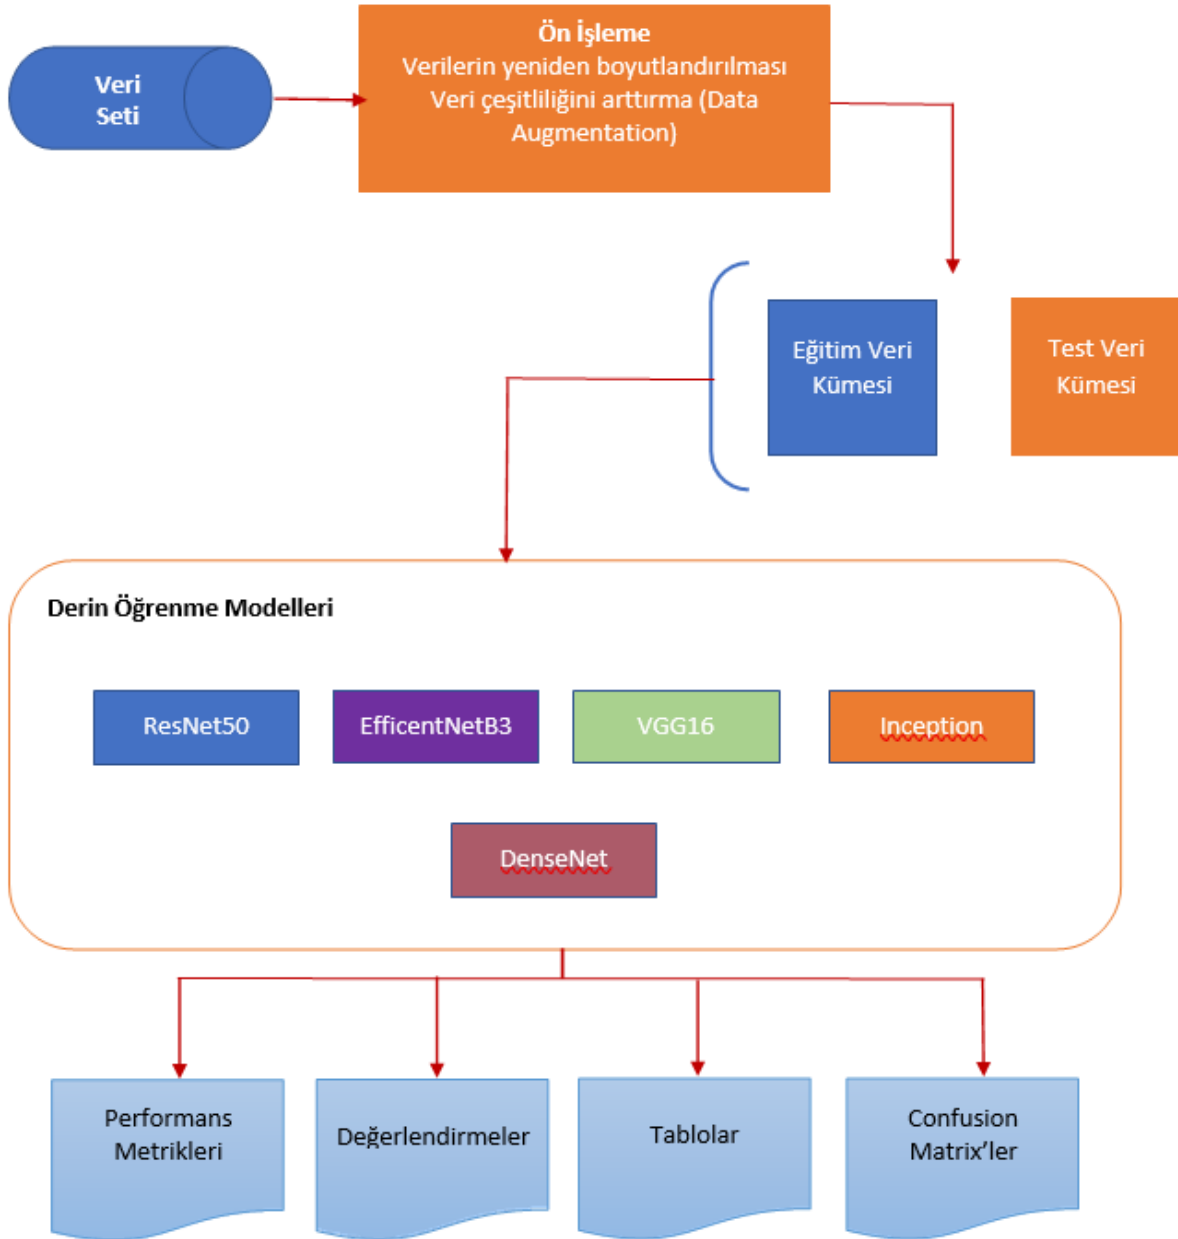 Veri
Seti
Ön İşleme
Verilerin yeniden boyutlandırılması
Veri çeşitliliğini arttırma (Data
Augmentation)
Eğitim Veri
Kümesi
Test Veri
Kümesi
Derin Öğrenme Modelleri
ResNet50
EfficentNetB3
VGG16
Inception
DenseNet
Performans
Metrikleri
Değerlendirmeler
Tablolar
Confusion
Matrix’ler